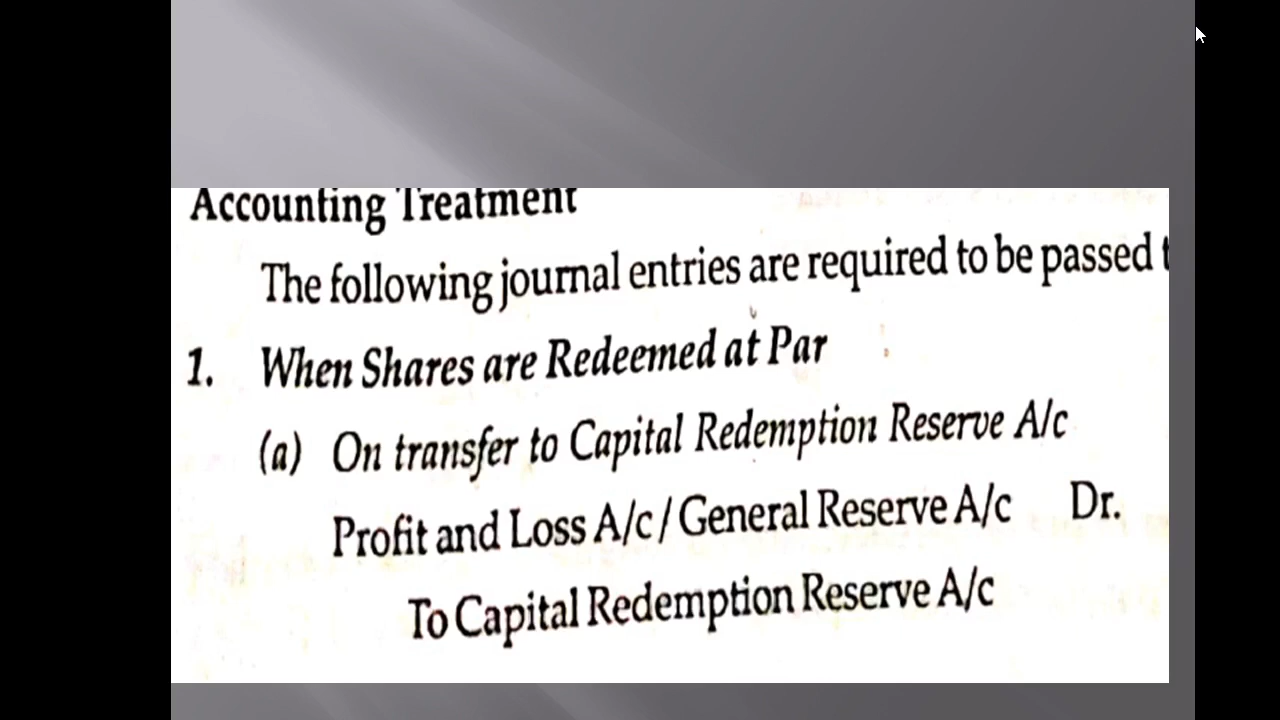 Accounting Treatment
The following journal entries are required to be passed
1. When Shares are Redeemed at Par
(a) On transfer to Capital Redemption Reserve A/c
Profit and Loss A/c / General Reserve A/c Dr.
To Capital Redemption Reserve A/c